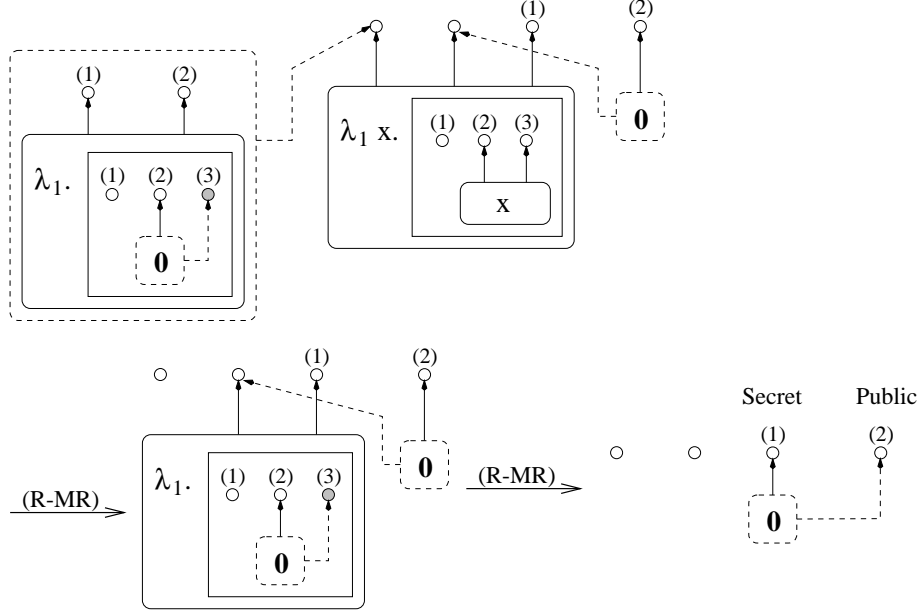 (1) (2)
(1) (2)
λ₁.
(1) (2) (3)
0
λ₁ x.
(1) (2) (3)
x
0
(R-MR)
(1) (2)
λ₁.
(1) (2) (3)
0
0
(R-MR)
Secret Public
(1) (2)
0